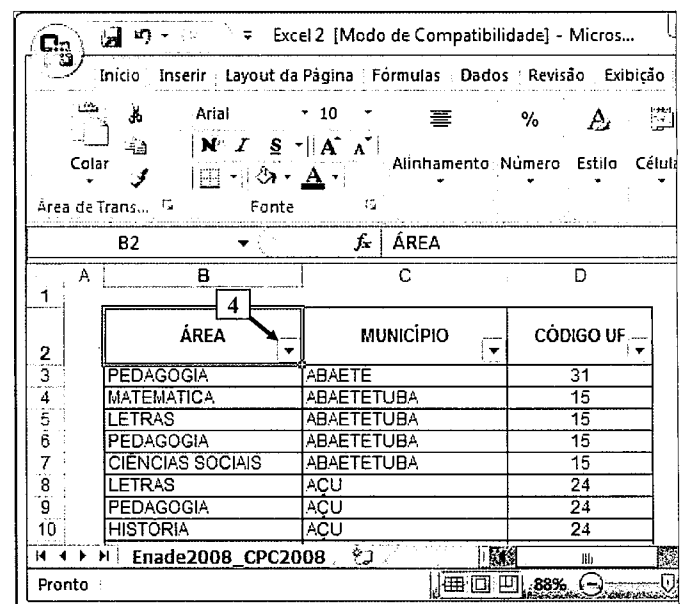 Excel 2 [Modo de Compatibilidade] - Micros...
Início Inserir Layout da Página Fórmulas Dados Revisão Exibição
Arial 10 %
N I S A A
Colar Alinhamento Número Estilo Célula
A
Área de Trans... Fonte
B2 fx ÁREA
A B C D
1
4
2 ÁREA MUNICÍPIO CÓDIGO UF
3 PEDAGOGIA ABAETE 31
4 MATEMATICA ABAETETUBA 15
5 LETRAS ABAETETUBA 15
6 PEDAGOGIA ABAETETUBA 15
7 CIÊNCIAS SOCIAIS ABAETETUBA 15
8 LETRAS AÇU 24
9 PEDAGOGIA AÇU 24
10 HISTÓRIA AÇU 24
Enade2008_CPC2008
Pronto 88%